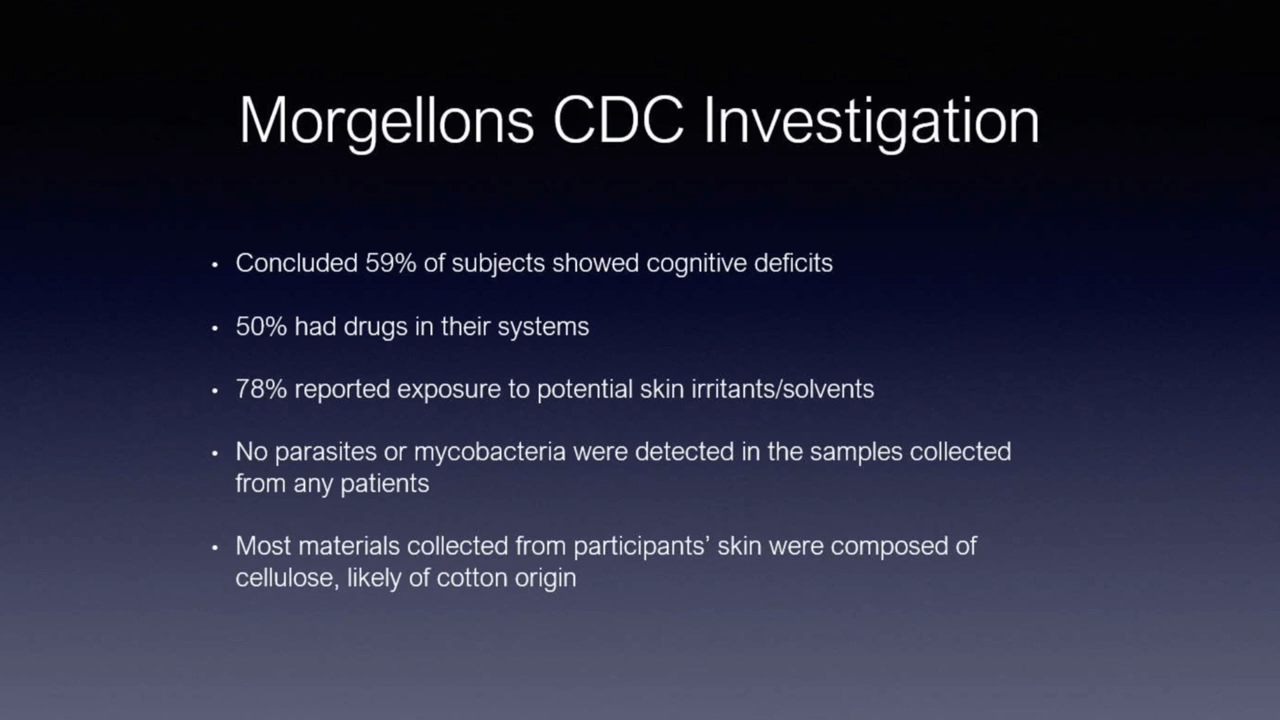 Morgellons CDC Investigation
• Concluded 59% of subjects showed cognitive deficits
• 50% had drugs in their systems
• 78% reported exposure to potential skin irritants/solvents
• No parasites or mycobacteria were detected in the samples collected
from any patients
• Most materials collected from participants’ skin were composed of
cellulose, likely of cotton origin